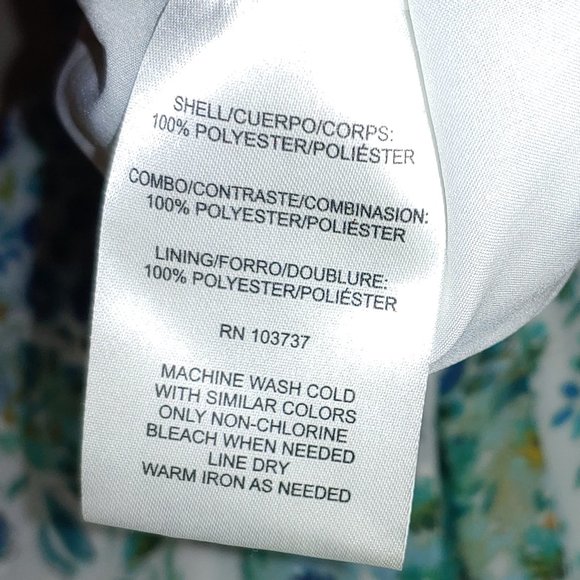 SHELL/CUERPO/CORPS:
100% POLYESTER/POLIÉSTER
COMBO/CONTRASTE/COMBINASION:
100% POLYESTER/POLIÉSTER
LINING/FORRO/DOUBLURE:
100% POLYESTER/POLIÉSTER
RN 103737
MACHINE WASH COLD
WITH SIMILAR COLORS
ONLY NON-CHLORINE
BLEACH WHEN NEEDED
LINE DRY
WARM IRON AS NEEDED